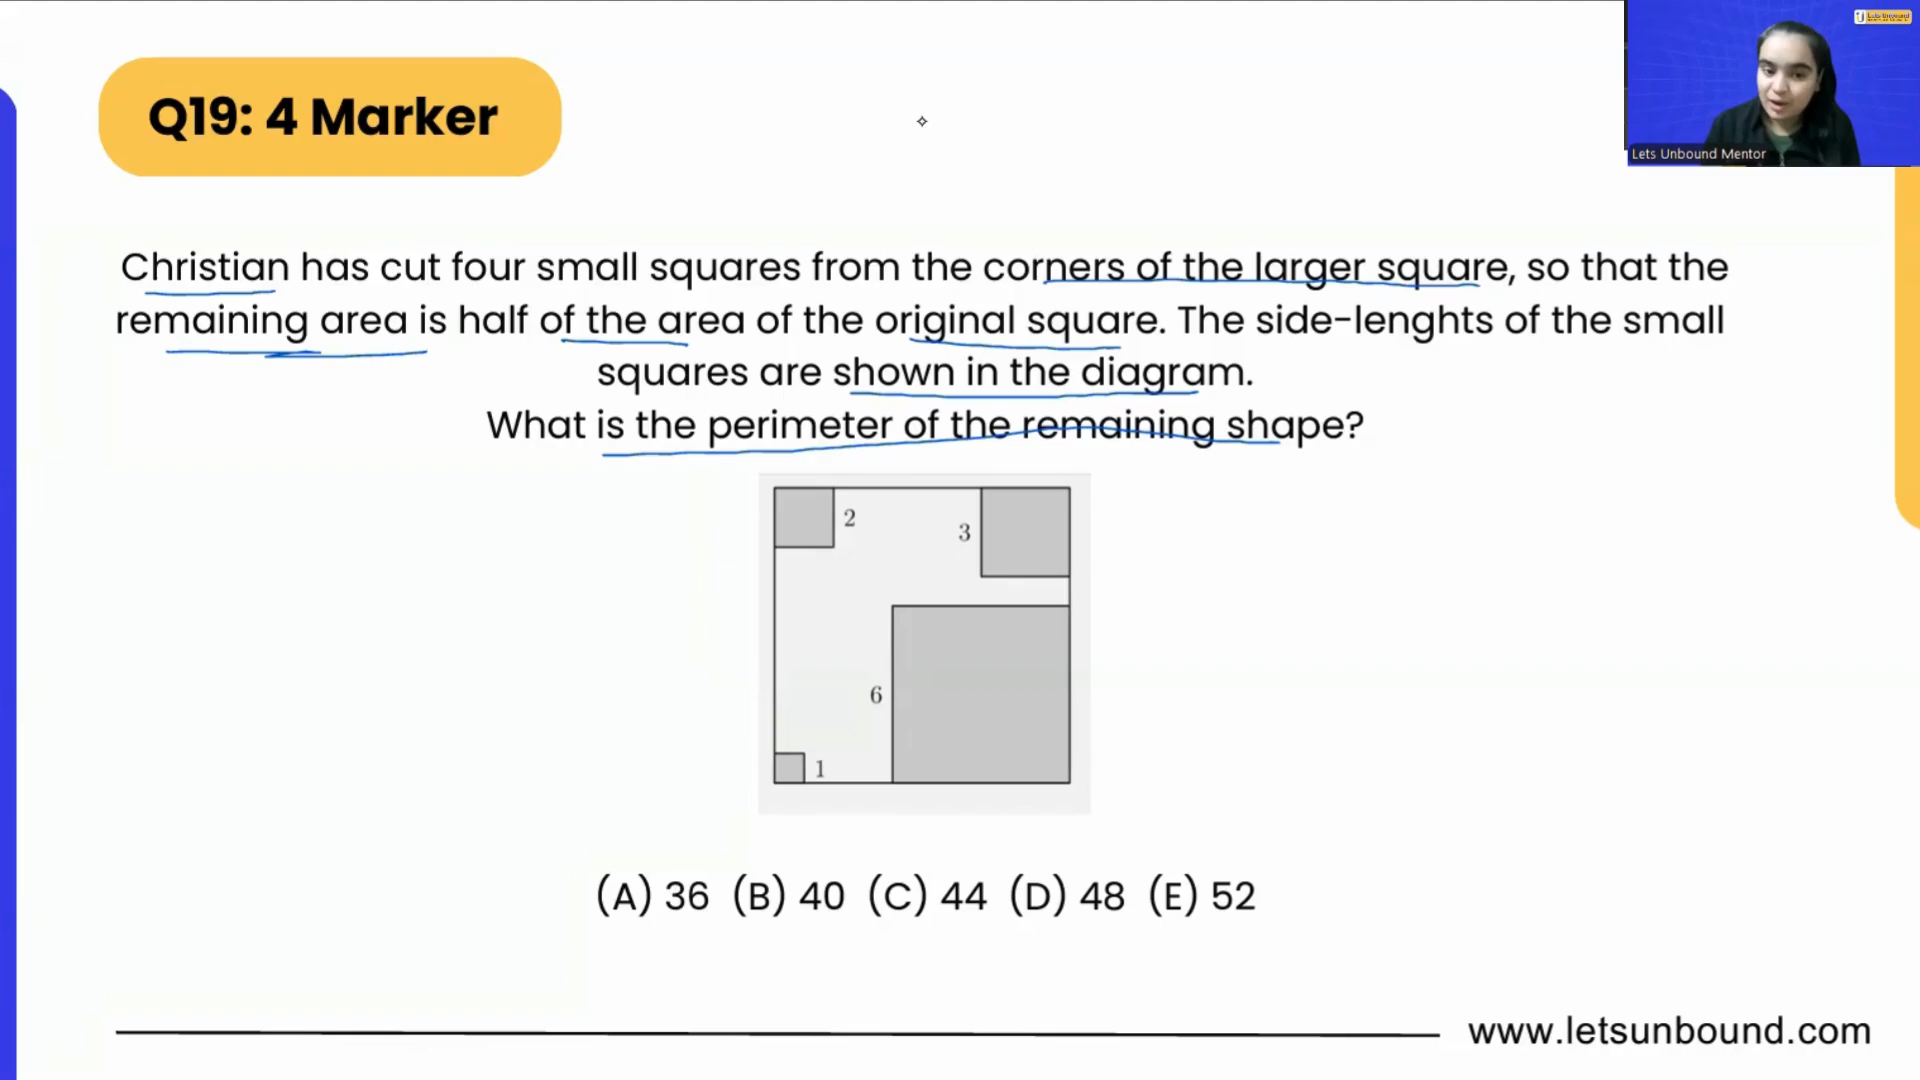 Lets Unbound
Q19: 4 Marker
Lets Unbound Mentor
Christian has cut four small squares from the corners of the larger square, so that the
remaining area is half of the area of the original square. The side-lenghts of the small
squares are shown in the diagram.
What is the perimeter of the remaining shape?
2
3
6
1
(A) 36 (B) 40 (C) 44 (D) 48 (E) 52
www.letsunbound.com